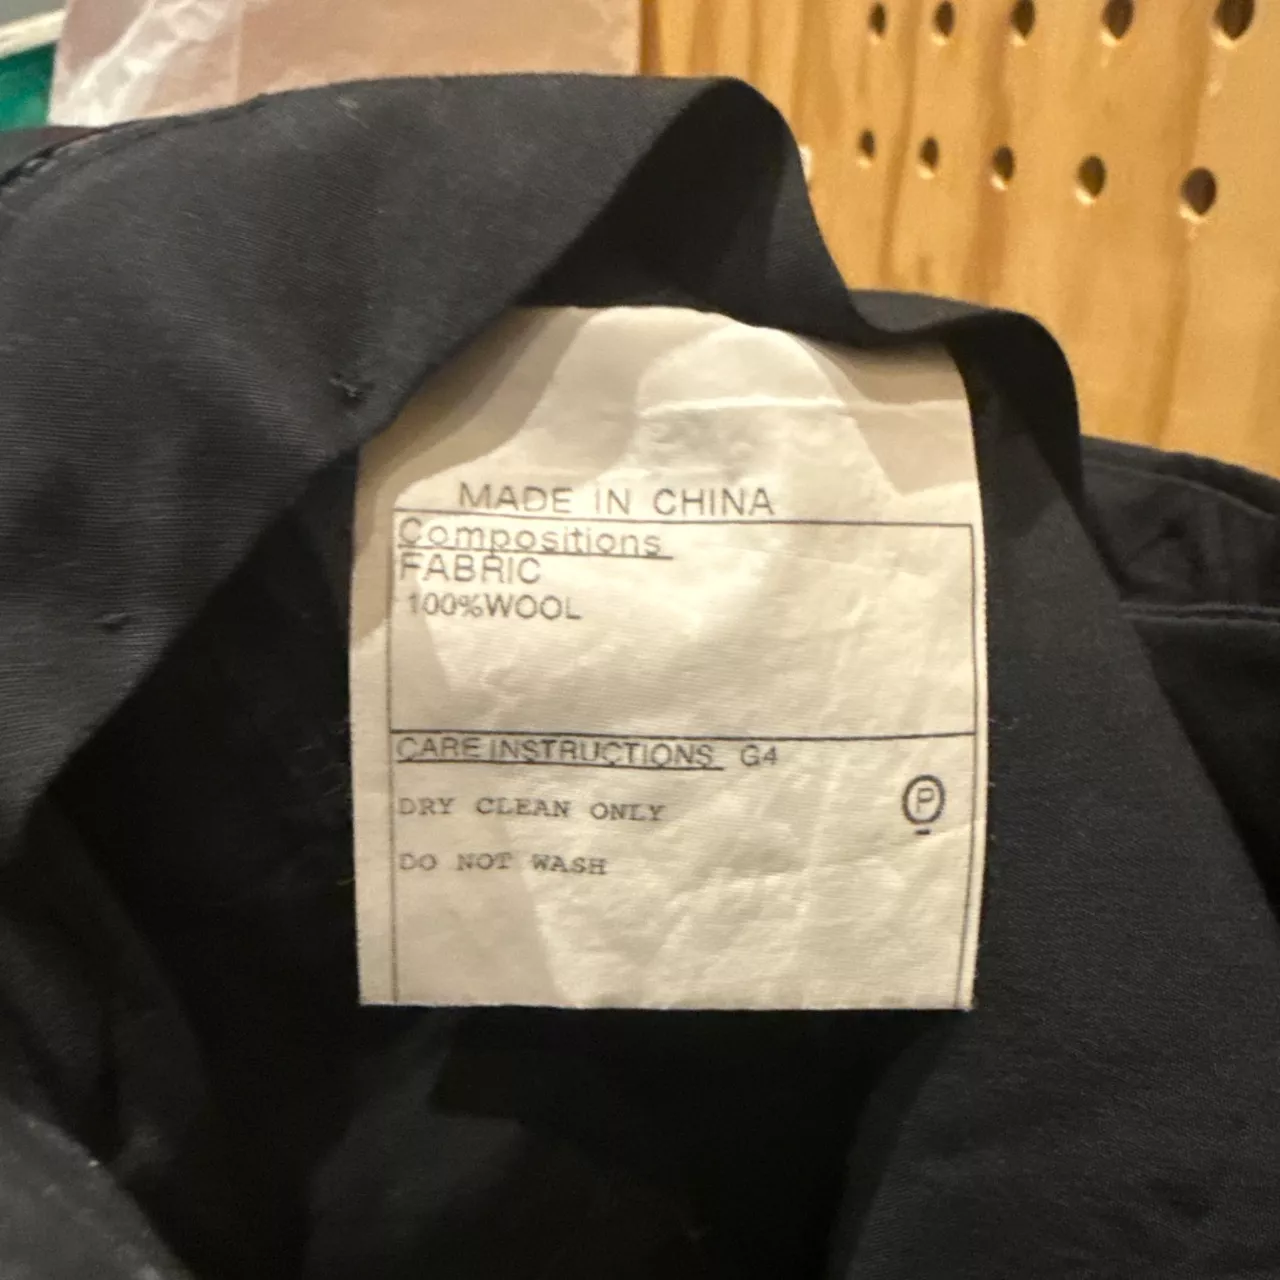 MADE IN CHINA
Compositions
FABRIC
100%WOOL
CARE INSTRUCTIONS G4
DRY CLEAN ONLY
P
DO NOT WASH